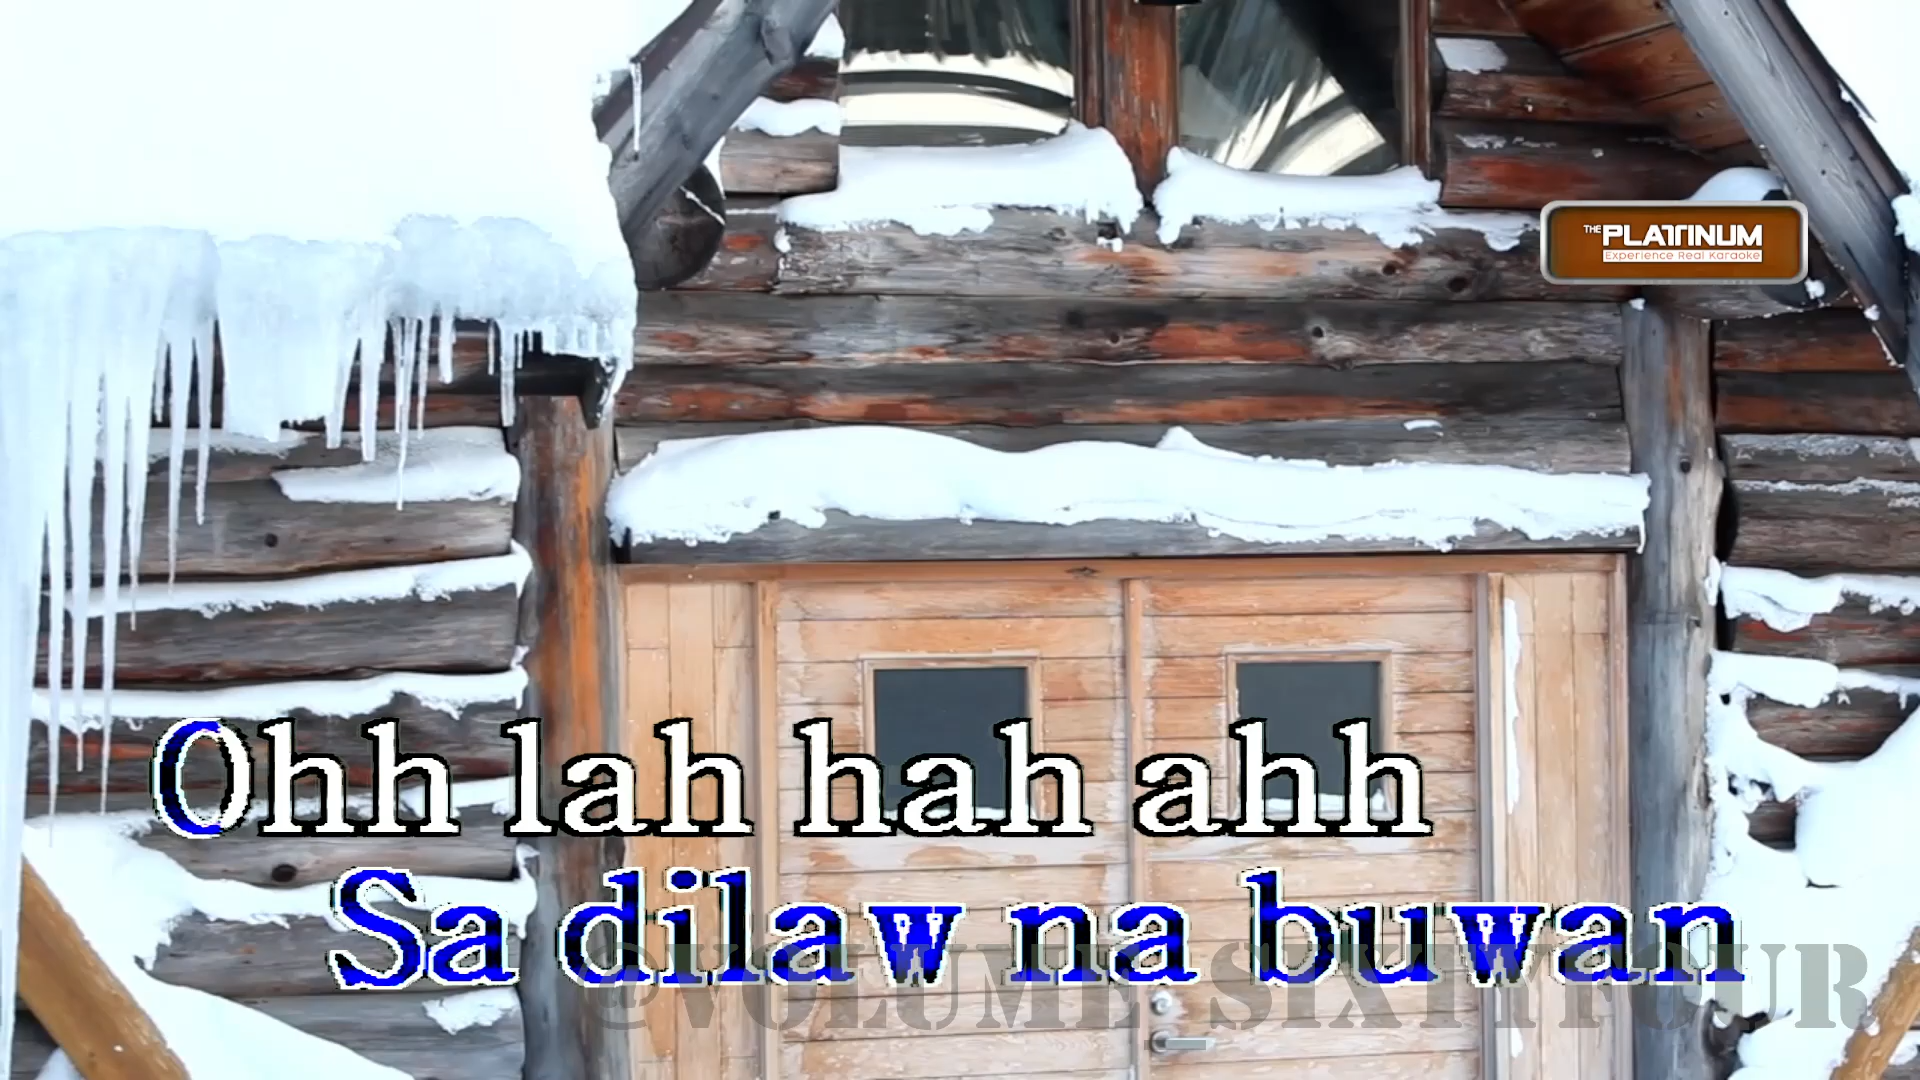 THE PLATINUM
Experience Real Karaoke
Ohh lah hah ahh
Sa dilaw na buwan
@VOLUME_SIXTYFOUR